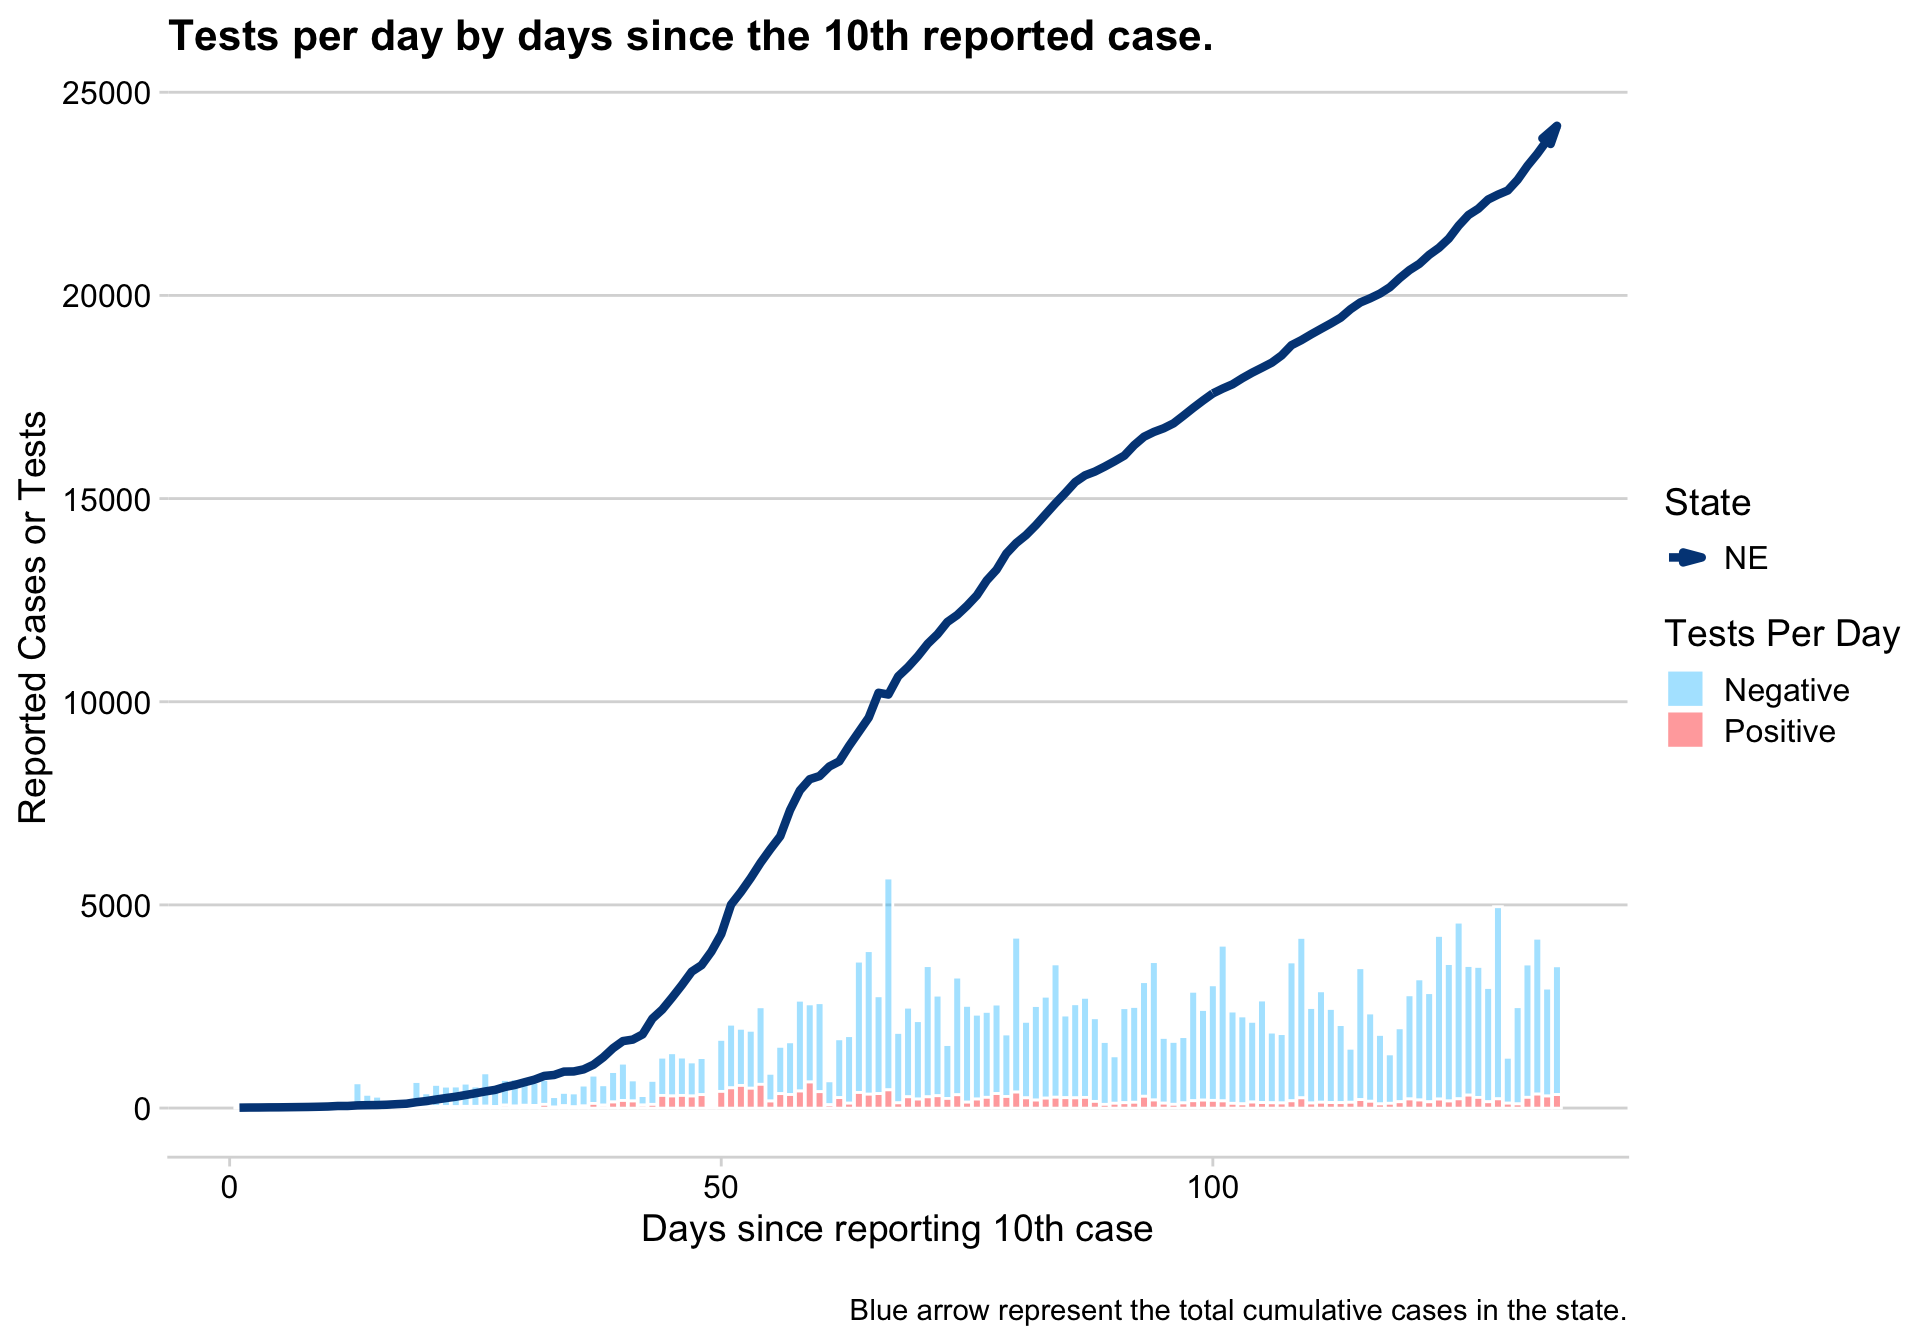 Tests per day by days since the 10th reported case.
25000
20000
15000
10000
5000
0
Reported Cases or Tests
0
50
100
Days since reporting 10th case
State
NE
Tests Per Day
Negative
Positive
Blue arrow represent the total cumulative cases in the state.